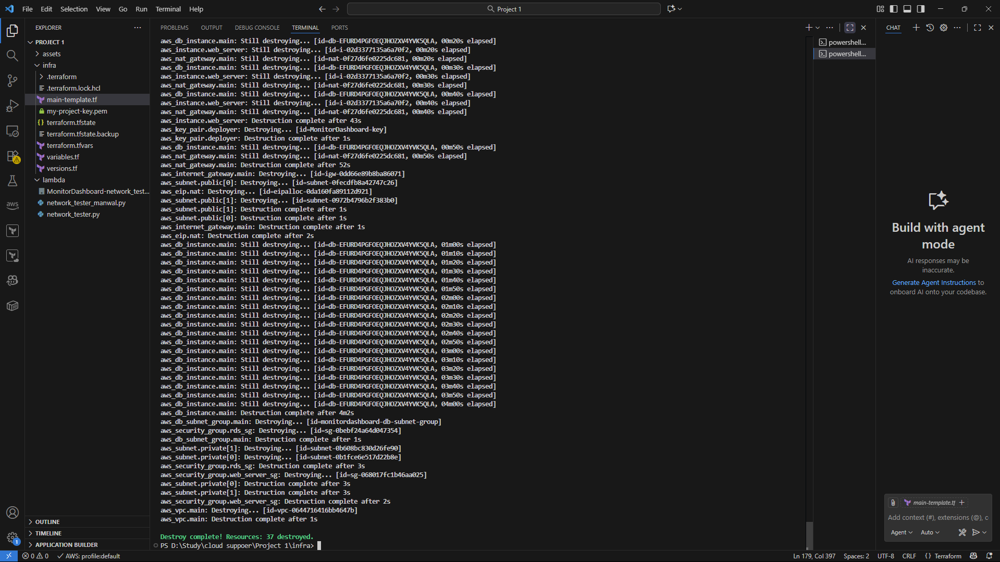 File Edit Selection View Go Run Terminal Help
Project 1
EXPLORER
PROJECT 1
assets
infra
.terraform
.terraform.lock.hcl
main-template.tf
my-project-key.pem
terraform.tfstate
terraform.tfstate.backup
terraform.tfvars
variables.tf
versions.tf
lambda
MonitorDashboard-network_test...
network_tester_manwal.py
network_tester.py
aws
OUTLINE
TIMELINE
APPLICATION BUILDER
PROBLEMS OUTPUT DEBUG CONSOLE TERMINAL PORTS
aws_db_instance.main: Still destroying... [id=db-EFURD4PGFOEQJHOZXV4YVK5QLA, 00m20s elapsed]
aws_instance.web_server: Still destroying... [id=i-02d3377135a6a70f2, 00m20s elapsed]
aws_nat_gateway.main: Still destroying... [id=nat-0f27d6fe0225dc681, 00m20s elapsed]
aws_db_instance.main: Still destroying... [id=db-EFURD4PGFOEQJHOZXV4YVK5QLA, 00m30s elapsed]
aws_instance.web_server: Still destroying... [id=i-02d3377135a6a70f2, 00m30s elapsed]
aws_nat_gateway.main: Still destroying... [id=nat-0f27d6fe0225dc681, 00m30s elapsed]
aws_db_instance.main: Still destroying... [id=db-EFURD4PGFOEQJHOZXV4YVK5QLA, 00m40s elapsed]
aws_instance.web_server: Still destroying... [id=i-02d3377135a6a70f2, 00m40s elapsed]
aws_nat_gateway.main: Still destroying... [id=nat-0f27d6fe0225dc681, 00m40s elapsed]
aws_instance.web_server: Destruction complete after 43s
aws_key_pair.deployer: Destroying... [id=MonitorDashboard-key]
aws_key_pair.deployer: Destruction complete after 1s
aws_db_instance.main: Still destroying... [id=db-EFURD4PGFOEQJHOZXV4YVK5QLA, 00m50s elapsed]
aws_nat_gateway.main: Still destroying... [id=nat-0f27d6fe0225dc681, 00m50s elapsed]
aws_nat_gateway.main: Destruction complete after 52s
aws_internet_gateway.main: Destroying... [id=igw-0dd66e89b8ba86071]
aws_subnet.public[0]: Destroying... [id=subnet-0fecdfb8a42747c26]
aws_eip.nat: Destroying... [id=eipalloc-0da160fa89112d921]
aws_subnet.public[1]: Destroying... [id=subnet-0972b4796b2f383b0]
aws_subnet.public[1]: Destruction complete after 1s
aws_subnet.public[0]: Destruction complete after 1s
aws_internet_gateway.main: Destruction complete after 1s
aws_eip.nat: Destruction complete after 2s
aws_db_instance.main: Still destroying... [id=db-EFURD4PGFOEQJHOZXV4YVK5QLA, 01m00s elapsed]
aws_db_instance.main: Still destroying... [id=db-EFURD4PGFOEQJHOZXV4YVK5QLA, 01m10s elapsed]
aws_db_instance.main: Still destroying... [id=db-EFURD4PGFOEQJHOZXV4YVK5QLA, 01m20s elapsed]
aws_db_instance.main: Still destroying... [id=db-EFURD4PGFOEQJHOZXV4YVK5QLA, 01m30s elapsed]
aws_db_instance.main: Still destroying... [id=db-EFURD4PGFOEQJHOZXV4YVK5QLA, 01m40s elapsed]
aws_db_instance.main: Still destroying... [id=db-EFURD4PGFOEQJHOZXV4YVK5QLA, 01m50s elapsed]
aws_db_instance.main: Still destroying... [id=db-EFURD4PGFOEQJHOZXV4YVK5QLA, 02m00s elapsed]
aws_db_instance.main: Still destroying... [id=db-EFURD4PGFOEQJHOZXV4YVK5QLA, 02m10s elapsed]
aws_db_instance.main: Still destroying... [id=db-EFURD4PGFOEQJHOZXV4YVK5QLA, 02m20s elapsed]
aws_db_instance.main: Still destroying... [id=db-EFURD4PGFOEQJHOZXV4YVK5QLA, 02m30s elapsed]
aws_db_instance.main: Still destroying... [id=db-EFURD4PGFOEQJHOZXV4YVK5QLA, 02m40s elapsed]
aws_db_instance.main: Still destroying... [id=db-EFURD4PGFOEQJHOZXV4YVK5QLA, 02m50s elapsed]
aws_db_instance.main: Still destroying... [id=db-EFURD4PGFOEQJHOZXV4YVK5QLA, 03m00s elapsed]
aws_db_instance.main: Still destroying... [id=db-EFURD4PGFOEQJHOZXV4YVK5QLA, 03m10s elapsed]
aws_db_instance.main: Still destroying... [id=db-EFURD4PGFOEQJHOZXV4YVK5QLA, 03m20s elapsed]
aws_db_instance.main: Still destroying... [id=db-EFURD4PGFOEQJHOZXV4YVK5QLA, 03m30s elapsed]
aws_db_instance.main: Still destroying... [id=db-EFURD4PGFOEQJHOZXV4YVK5QLA, 03m40s elapsed]
aws_db_instance.main: Still destroying... [id=db-EFURD4PGFOEQJHOZXV4YVK5QLA, 03m50s elapsed]
aws_db_instance.main: Still destroying... [id=db-EFURD4PGFOEQJHOZXV4YVK5QLA, 04m00s elapsed]
aws_db_instance.main: Destruction complete after 4m2s
aws_db_subnet_group.main: Destroying... [id=monitordashboard-db-subnet-group]
aws_security_group.rds_sg: Destroying... [id=sg-0bebf24a64d047354]
aws_db_subnet_group.main: Destruction complete after 1s
aws_subnet.private[1]: Destroying... [id=subnet-0b608bc830d26fe90]
aws_subnet.private[0]: Destroying... [id=subnet-0b1fce6e517d22b8e]
aws_security_group.rds_sg: Destruction complete after 3s
aws_security_group.web_server_sg: Destroying... [id=sg-068017fc1b46aa025]
aws_subnet.private[0]: Destruction complete after 3s
aws_subnet.private[1]: Destruction complete after 3s
aws_security_group.web_server_sg: Destruction complete after 2s
aws_vpc.main: Destroying... [id=vpc-0644716416bb4647b]
aws_vpc.main: Destruction complete after 1s
Destroy complete! Resources: 37 destroyed.
PS D:\Study\cloud suppoer\Project 1\infra>
powershell...
powershell...
CHAT
Build with agent
mode
AI responses may be
inaccurate.
Generate Agent Instructions to
onboard AI onto your codebase.
main-template.tf
Add context (#), extensions (@), c
Agent Auto
1
0 0 AWS: profile:default
Ln 179, Col 397 Spaces: 2 UTF-8 CRLF {} Terraform